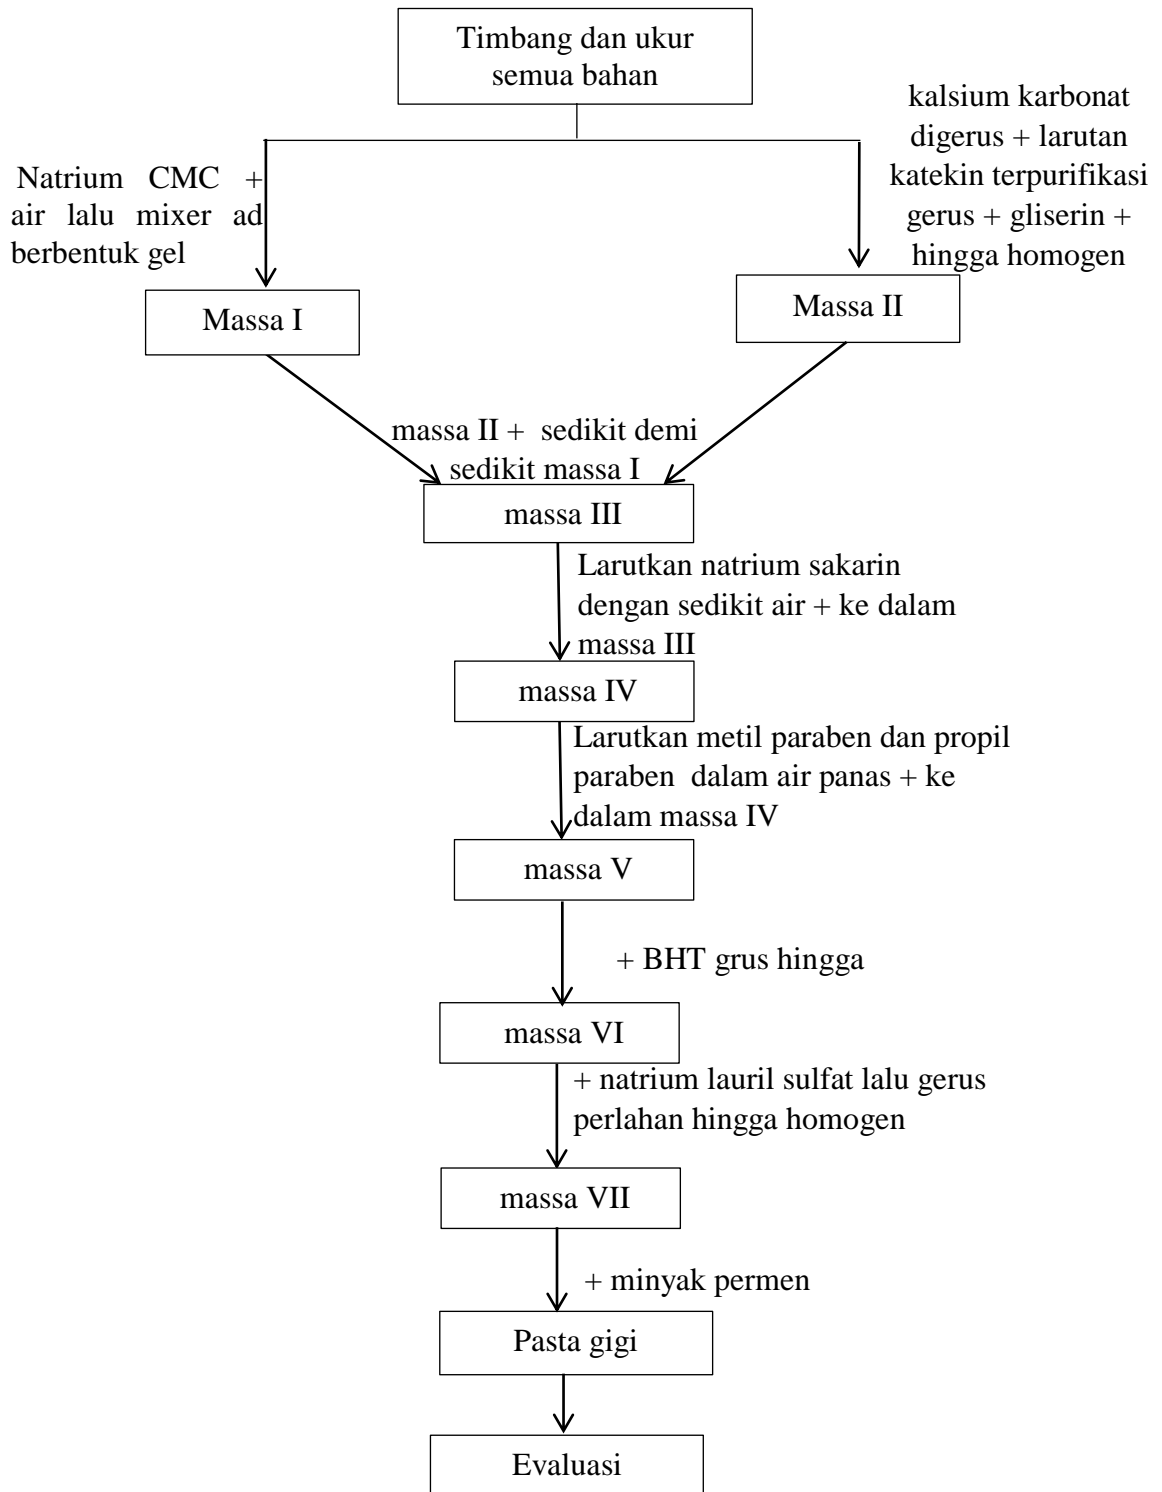 Timbang dan ukur
semua bahan
Natrium CMC +
air lalu mixer ad
berbentuk gel
kalsium karbonat
digerus + larutan
katekin terpurifikasi
gerus + gliserin +
hingga homogen
Massa I
Massa II
massa II + sedikit demi
sedikit massa I
massa III
Larutkan natrium sakarin
dengan sedikit air + ke dalam
massa III
massa IV
Larutkan metil paraben dan propil
paraben dalam air panas + ke
dalam massa IV
massa V
+ BHT grus hingga
massa VI
+ natrium lauril sulfat lalu gerus
perlahan hingga homogen
massa VII
+ minyak permen
Pasta gigi
Evaluasi